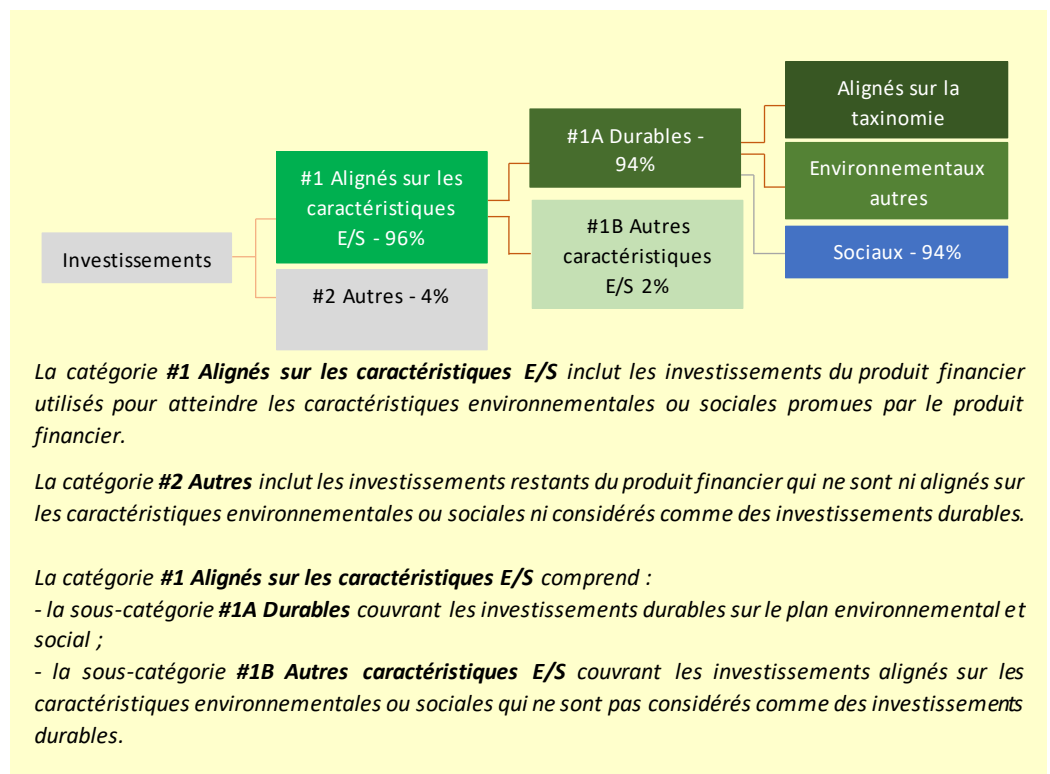 Investissements
#1 Alignés sur les
caractéristiques
E/S - 96%
#2 Autres - 4%
#1A Durables -
94%
#1B Autres
caractéristiques
E/S 2%
Alignés sur la
taxinomie
Environnementaux
autres
Sociaux - 94%
La catégorie #1 Alignés sur les caractéristiques E/S inclut les investissements du produit financier
utilisés pour atteindre les caractéristiques environnementales ou sociales promues par le produit
financier.
La catégorie #2 Autres inclut les investissements restants du produit financier qui ne sont ni alignés sur
les caractéristiques environnementales ou sociales ni considérés comme des investissements durables.
La catégorie #1 Alignés sur les caractéristiques E/S comprend :
- la sous-catégorie #1A Durables couvrant les investissements durables sur le plan environnemental et
social ;
- la sous-catégorie #1B Autres caractéristiques E/S couvrant les investissements alignés sur les
caractéristiques environnementales ou sociales qui ne sont pas considérés comme des investissements
durables.